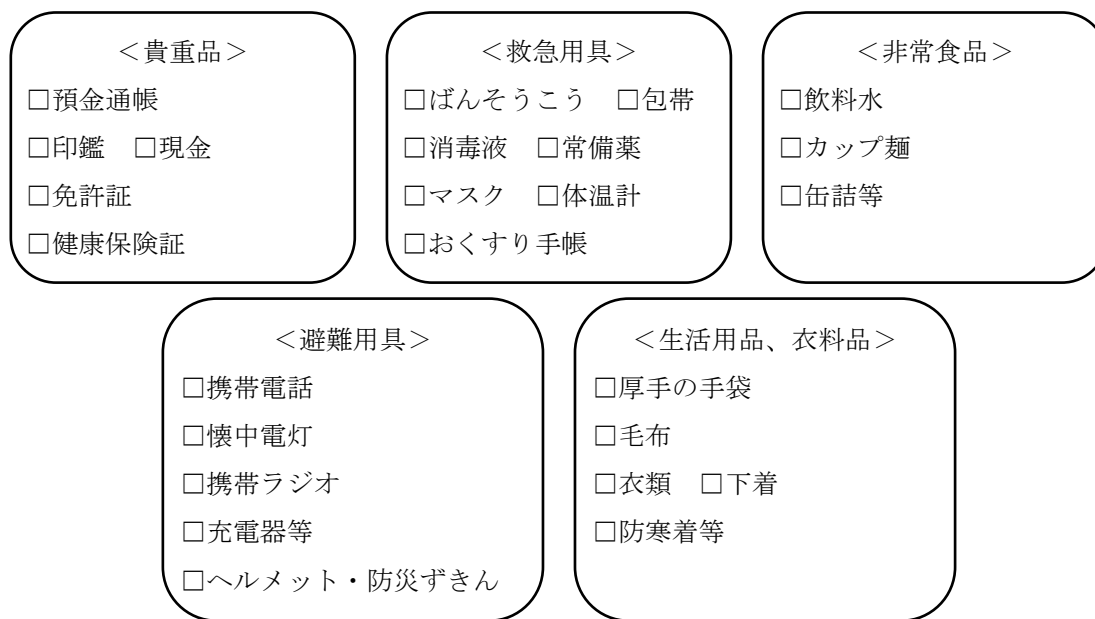 ＜貴重品＞
□預金通帳
□印鑑　□現金
□免許証
□健康保険証
＜救急用具＞
□ばんそうこう　□包帯
□消毒液　□常備薬
□マスク　□体温計
□おくすり手帳
＜非常食品＞
□飲料水
□カップ麺
□缶詰等
＜避難用具＞
□携帯電話
□懐中電灯
□携帯ラジオ
□充電器等
□ヘルメット・防災ずきん
＜生活用品、衣料品＞
□厚手の手袋
□毛布
□衣類　□下着
□防寒着等